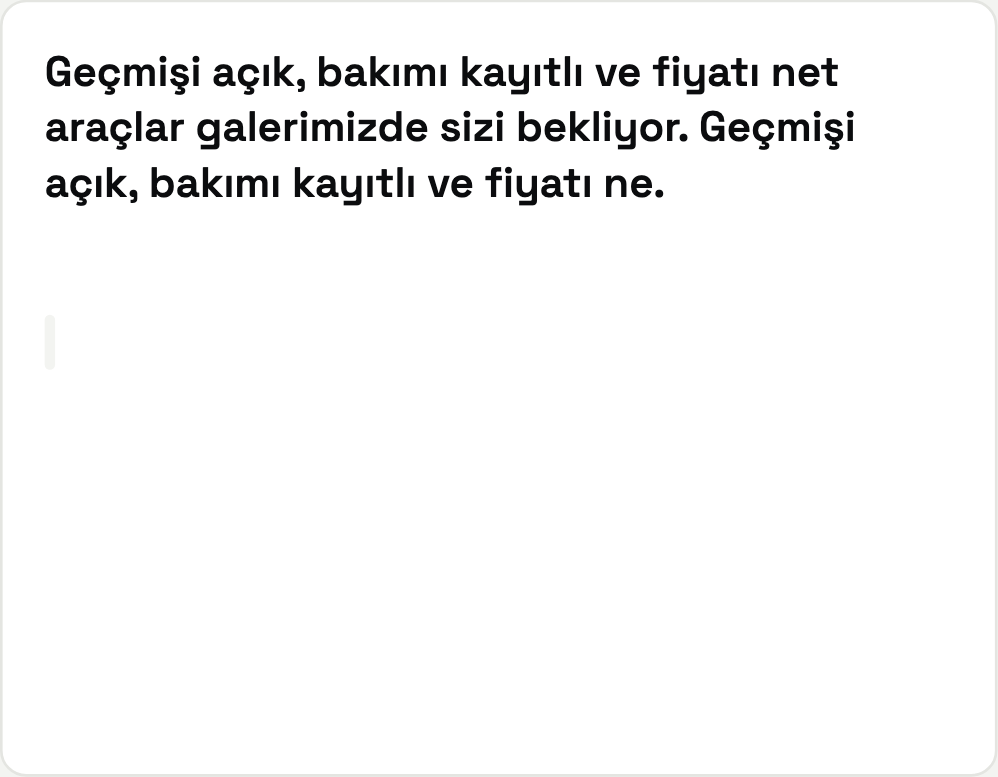 Geçmişi açık, bakımı kayıtlı ve fiyatı net
araçlar galerimizde sizi bekliyor. Geçmişi
açık, bakımı kayıtlı ve fiyatı ne.